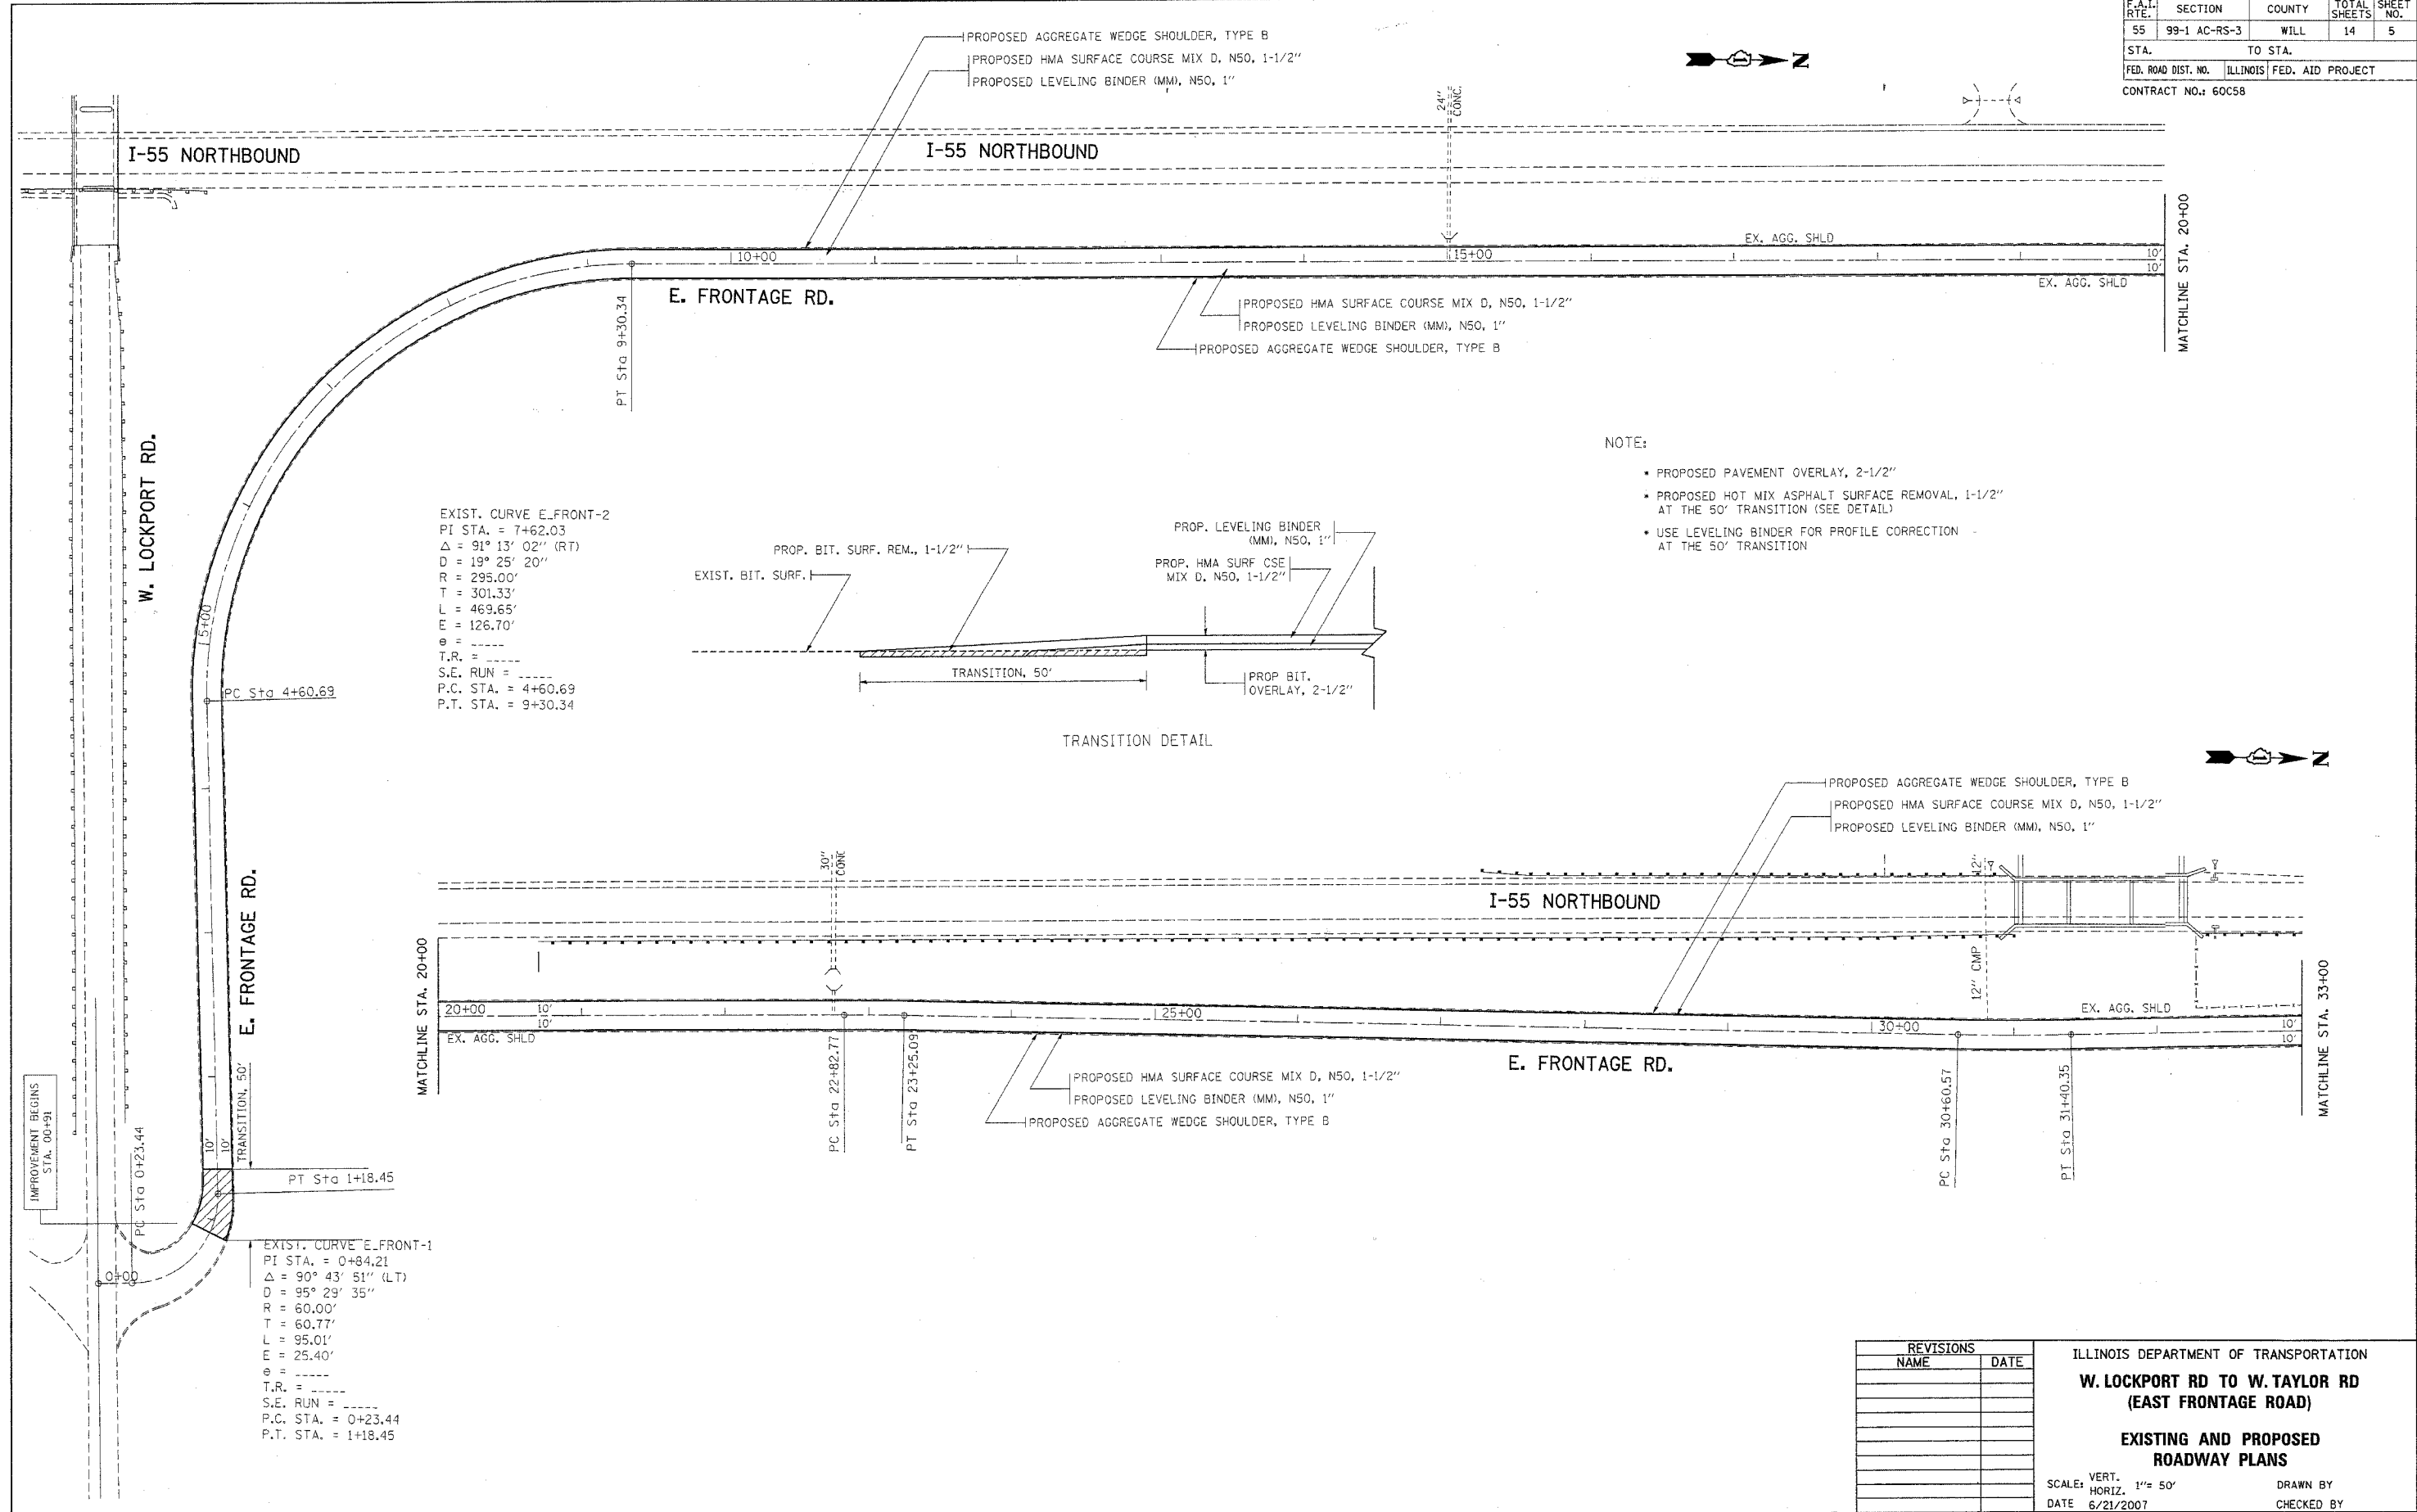 F.A.I. RTE. SECTION COUNTY TOTAL SHEETS SHEET NO.
55 99-1 AC-RS-3 WILL 14 5
STA. TO STA.
FED. ROAD DIST. NO. ILLINOIS FED. AID PROJECT
CONTRACT NO.: 60C58
PROPOSED AGGREGATE WEDGE SHOULDER, TYPE B
PROPOSED HMA SURFACE COURSE MIX D, N50, 1-1/2"
PROPOSED LEVELING BINDER (MM), N50, 1"
N
24" CONC.
I-55 NORTHBOUND
I-55 NORTHBOUND
EX. AGG. SHLD
10+00
15+00
10'
10'
EX. AGG. SHLD
MATCHLINE STA. 20+00
E. FRONTAGE RD.
PT Sta 9+30.34
PROPOSED HMA SURFACE COURSE MIX D, N50, 1-1/2"
PROPOSED LEVELING BINDER (MM), N50, 1"
PROPOSED AGGREGATE WEDGE SHOULDER, TYPE B
W. LOCKPORT RD.
NOTE:
* PROPOSED PAVEMENT OVERLAY, 2-1/2"
* PROPOSED HOT MIX ASPHALT SURFACE REMOVAL, 1-1/2"
AT THE 50' TRANSITION (SEE DETAIL)
* USE LEVELING BINDER FOR PROFILE CORRECTION
AT THE 50' TRANSITION
EXIST. CURVE E_FRONT-2
PI STA. = 7+62.03
Δ = 91° 13' 02" (RT)
D = 19° 25' 20"
R = 295.00'
T = 301.33'
L = 469.65'
E = 126.70'
e = _____
T.R. = _____
S.E. RUN = _____
P.C. STA. = 4+60.69
P.T. STA. = 9+30.34
PROP. BIT. SURF. REM., 1-1/2"
EXIST. BIT. SURF.
PROP. LEVELING BINDER
(MM), N50, 1"
PROP. HMA SURF CSE
MIX D, N50, 1-1/2"
TRANSITION, 50'
PROP BIT.
OVERLAY, 2-1/2"
TRANSITION DETAIL
5+00
PC Sta 4+60.69
E. FRONTAGE RD.
TRANSITION, 50'
10'
10'
IMPROVEMENT BEGINS
STA. 00+91
PC Sta 0+23.44
PT Sta 1+18.45
0+00
EXIST. CURVE E_FRONT-1
PI STA. = 0+84.21
Δ = 90° 43' 51" (LT)
D = 95° 29' 35"
R = 60.00'
T = 60.77'
L = 95.01'
E = 25.40'
e = _____
T.R. = _____
S.E. RUN = _____
P.C. STA. = 0+23.44
P.T. STA. = 1+18.45
N
PROPOSED AGGREGATE WEDGE SHOULDER, TYPE B
PROPOSED HMA SURFACE COURSE MIX D, N50, 1-1/2"
PROPOSED LEVELING BINDER (MM), N50, 1"
30" CONC
12"
I-55 NORTHBOUND
12" CMP
MATCHLINE STA. 20+00
20+00
10'
10'
EX. AGG. SHLD
25+00
30+00
EX. AGG. SHLD
10'
10'
MATCHLINE STA. 33+00
PC Sta 22+82.77
PT Sta 23+25.09
E. FRONTAGE RD.
PC Sta 30+60.57
PT Sta 31+40.35
PROPOSED HMA SURFACE COURSE MIX D, N50, 1-1/2"
PROPOSED LEVELING BINDER (MM), N50, 1"
PROPOSED AGGREGATE WEDGE SHOULDER, TYPE B
REVISIONS
NAME DATE
ILLINOIS DEPARTMENT OF TRANSPORTATION
W. LOCKPORT RD TO W. TAYLOR RD
(EAST FRONTAGE ROAD)
EXISTING AND PROPOSED
ROADWAY PLANS
SCALE: VERT. HORIZ. 1"= 50'
DRAWN BY
DATE 6/21/2007
CHECKED BY